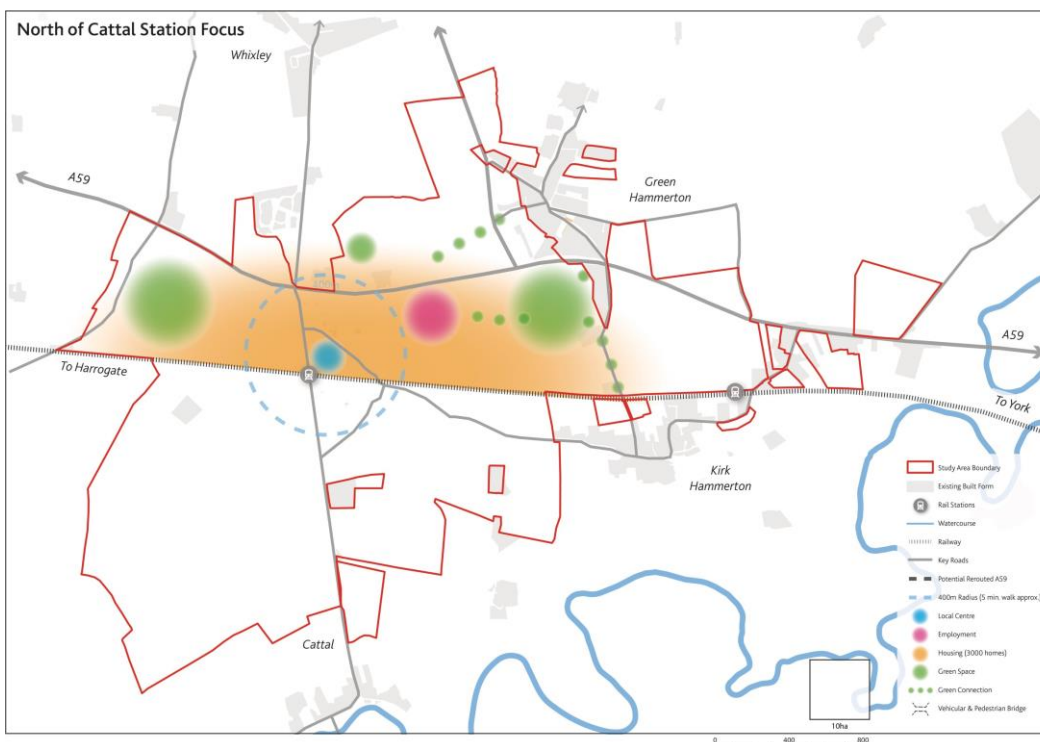 North of Cattal Station Focus
Whixley
A59
Green
Hammerton
400m
To Harrogate
A59
To York
Kirk
Hammerton
Cattal
Study Area Boundary
Existing Built Form
Rail Stations
Watercourse
Railway
Key Roads
Potential Rerouted A59
400m Radius (5 min. walk approx.)
Local Centre
Employment
Housing (3000 homes)
Green Space
Green Connection
Vehicular & Pedestrian Bridge
10ha
0 400 800